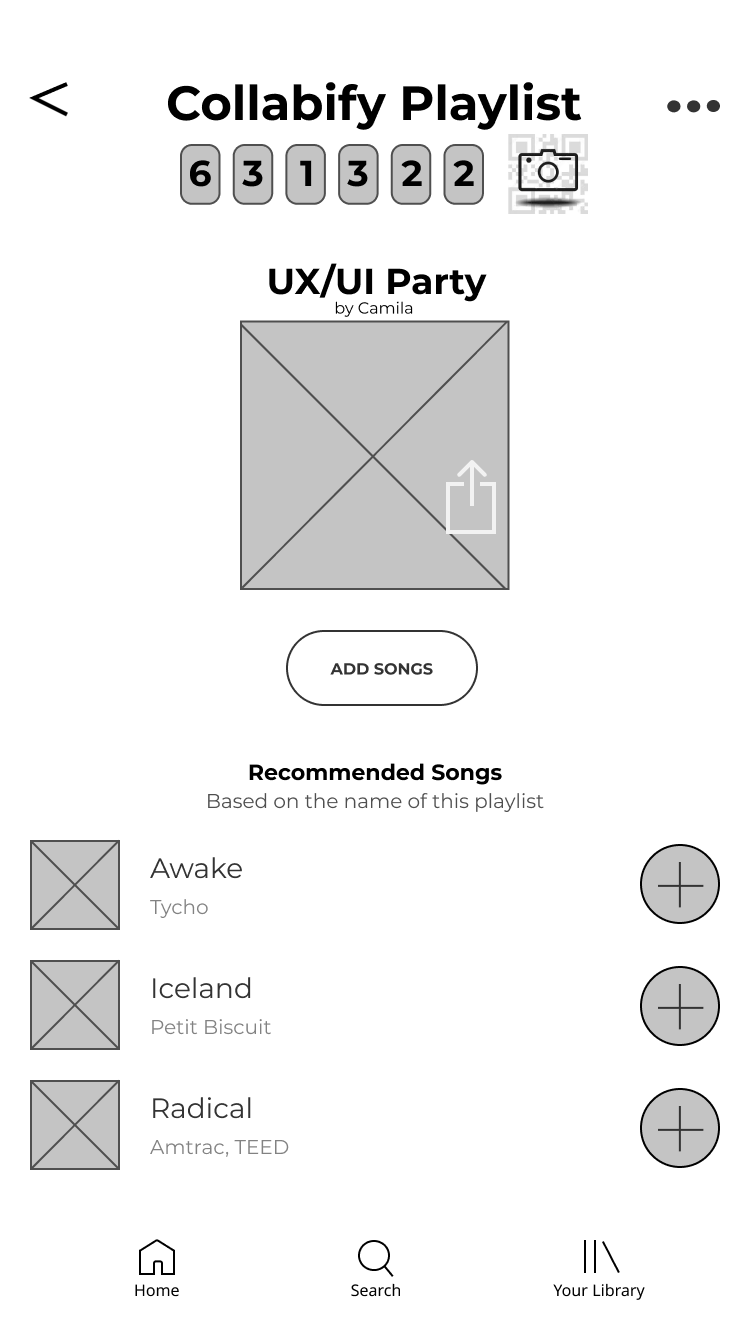 Collabify Playlist
6 3 1 3 2 2
UX/UI Party
by Camila
ADD SONGS
Recommended Songs
Based on the name of this playlist
Awake
Tycho
Iceland
Petit Biscuit
Radical
Amtrac, TEED
Home Search Your Library